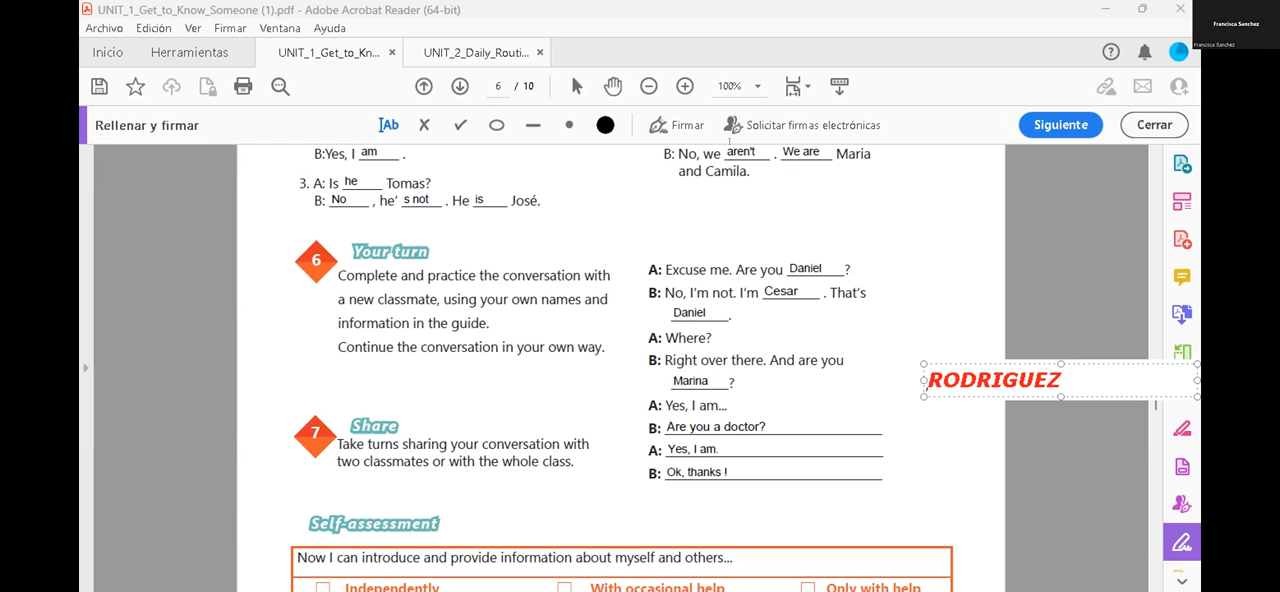 UNIT_1_Get_to_Know_Someone (1).pdf - Adobe Acrobat Reader (64-bit)
Archivo Edición Ver Firmar Ventana Ayuda
Inicio Herramientas UNIT_1_Get_to_Kn... × UNIT_2_Daily_Routi... ×
6 / 10 100%
Rellenar y firmar
Ab Firmar Solicitar firmas electrónicas Siguiente Cerrar
Francisca Sanchez
Francisca Sanchez
B:Yes, I am .
3. A: Is he Tomas?
B: No , he' s not . He is José.
B: No, we aren't . We are Maria
and Camila.
6 Your turn
Complete and practice the conversation with
a new classmate, using your own names and
information in the guide.
Continue the conversation in your own way.
7 Share
Take turns sharing your conversation with
two classmates or with the whole class.
A: Excuse me. Are you Daniel ?
B: No, I'm not. I'm Cesar . That's
Daniel .
A: Where?
B: Right over there. And are you
Marina ?
A: Yes, I am...
B: Are you a doctor?
A: Yes, I am.
B: Ok, thanks !
RODRIGUEZ
Self-assessment
Now I can introduce and provide information about myself and others...
Independently With occasional help Only with help